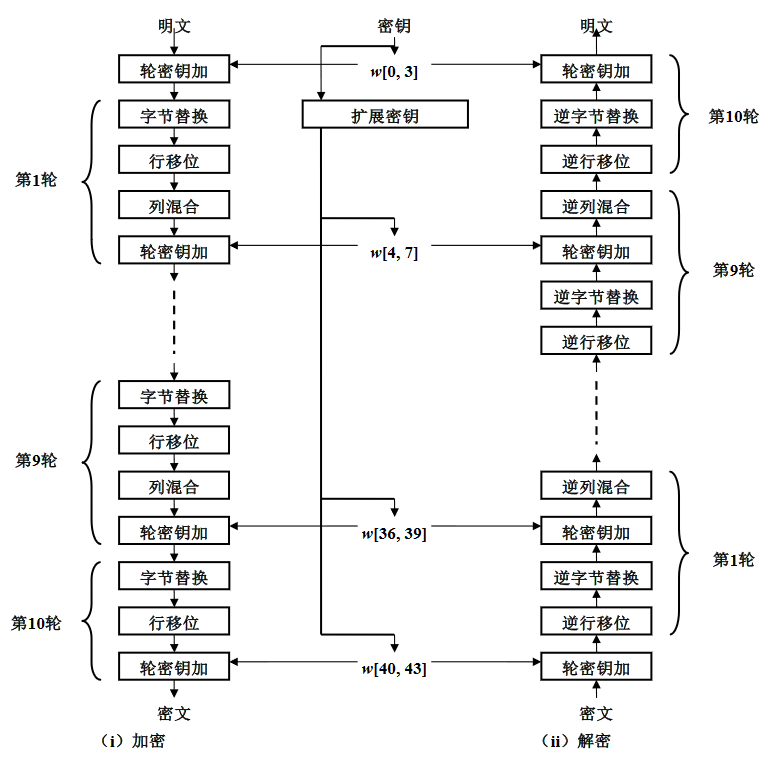 明文
密钥
明文
轮密钥加
w[0, 3]
轮密钥加
字节替换
扩展密钥
逆字节替换
第10轮
行移位
逆行移位
第1轮
列混合
逆列混合
轮密钥加
w[4, 7]
轮密钥加
第9轮
逆字节替换
逆行移位
字节替换
行移位
第9轮
列混合
逆列混合
轮密钥加
w[36, 39]
轮密钥加
第1轮
字节替换
逆字节替换
第10轮
行移位
逆行移位
轮密钥加
w[40, 43]
轮密钥加
密文
密文
（i）加密
（ii）解密